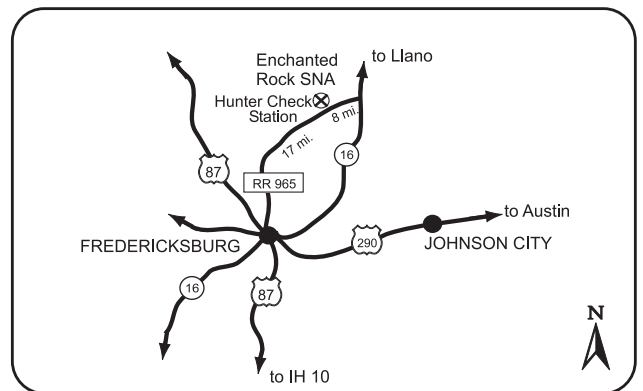 Enchanted
Rock SNA
to Llano
Hunter Check
Station
8 mi.
17 mi.
16
87
RR 965
to Austin
FREDERICKSBURG
290
JOHNSON CITY
16
87
N
to IH 10